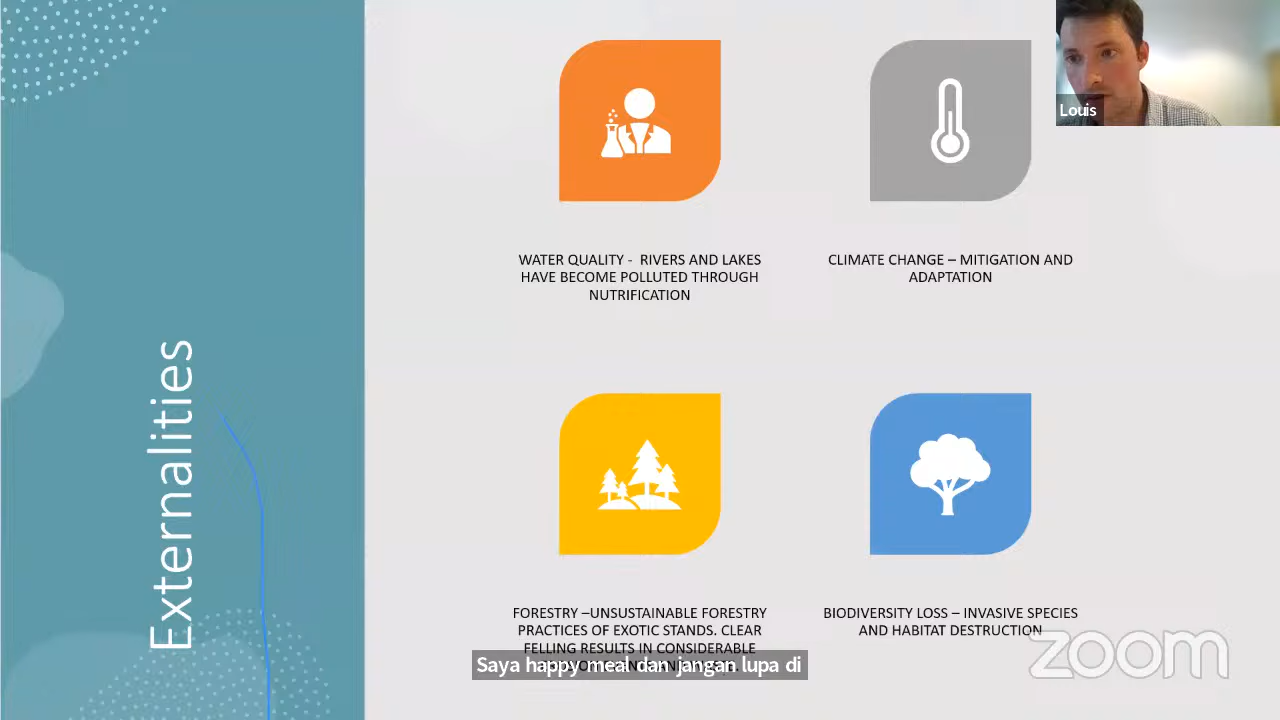 Externalities
Louis
WATER QUALITY - RIVERS AND LAKES
HAVE BECOME POLLUTED THROUGH
NUTRIFICATION
CLIMATE CHANGE – MITIGATION AND
ADAPTATION
FORESTRY –UNSUSTAINABLE FORESTRY
PRACTICES OF EXOTIC STANDS. CLEAR
FELLING RESULTS IN CONSIDERABLE
BIODIVERSITY LOSS – INVASIVE SPECIES
AND HABITAT DESTRUCTION
Saya happy meal dan jangan lupa di
zoom